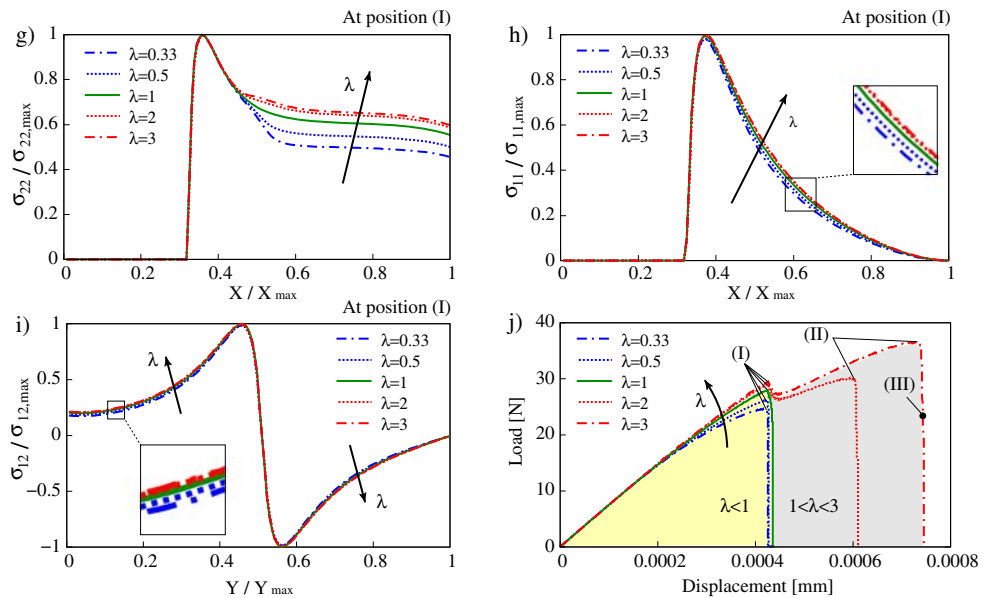 At position (I)
g)
λ=0.33
λ=0.5
λ=1
λ=2
λ=3
λ
σ22 / σ22,max
1
0.8
0.6
0.4
0.2
0
0 0.2 0.4 0.6 0.8 1
X / Xmax
At position (I)
h)
λ=0.33
λ=0.5
λ=1
λ=2
λ=3
λ
σ11 / σ11,max
1
0.8
0.6
0.4
0.2
0
0 0.2 0.4 0.6 0.8 1
X / Xmax
At position (I)
i)
λ=0.33
λ=0.5
λ=1
λ=2
λ=3
λ
λ
σ12 / σ12,max
1
0.5
0
−0.5
−1
0 0.2 0.4 0.6 0.8 1
Y / Ymax
j)
λ=0.33
λ=0.5
λ=1
λ=2
λ=3
(I)
(II)
(III)
λ
λ<1
1<λ<3
Load [N]
40
30
20
10
0
0 0.0002 0.0004 0.0006 0.0008
Displacement [mm]